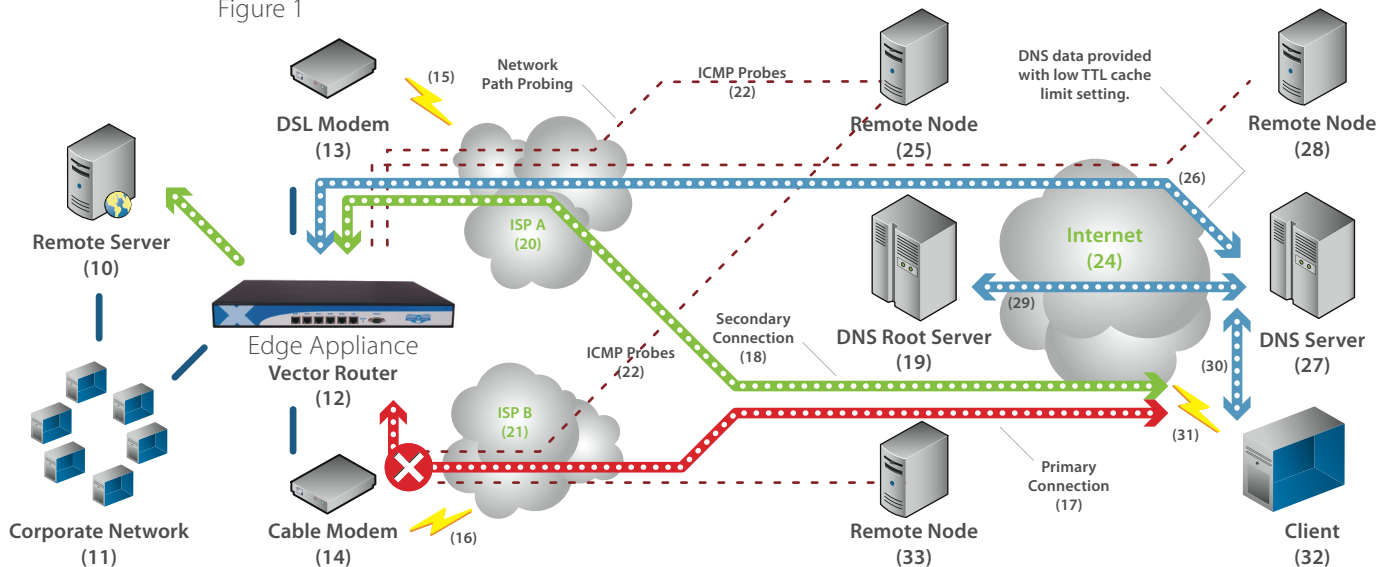 Figure 1
DSL Modem
(13)
(15)
Network
Path Probing
ICMP Probes
(22)
Remote Node
(25)
DNS data provided
with low TTL cache
limit setting.
Remote Node
(28)
Remote Server
(10)
ISP A
(20)
(26)
Internet
(24)
(29)
DNS Root Server
(19)
DNS Server
(27)
Edge Appliance
Vector Router
(12)
ICMP Probes
(22)
Secondary
Connection
(18)
(30)
ISP B
(21)
(31)
Corporate Network
(11)
Cable Modem
(14)
(16)
Remote Node
(33)
Primary
Connection
(17)
Client
(32)